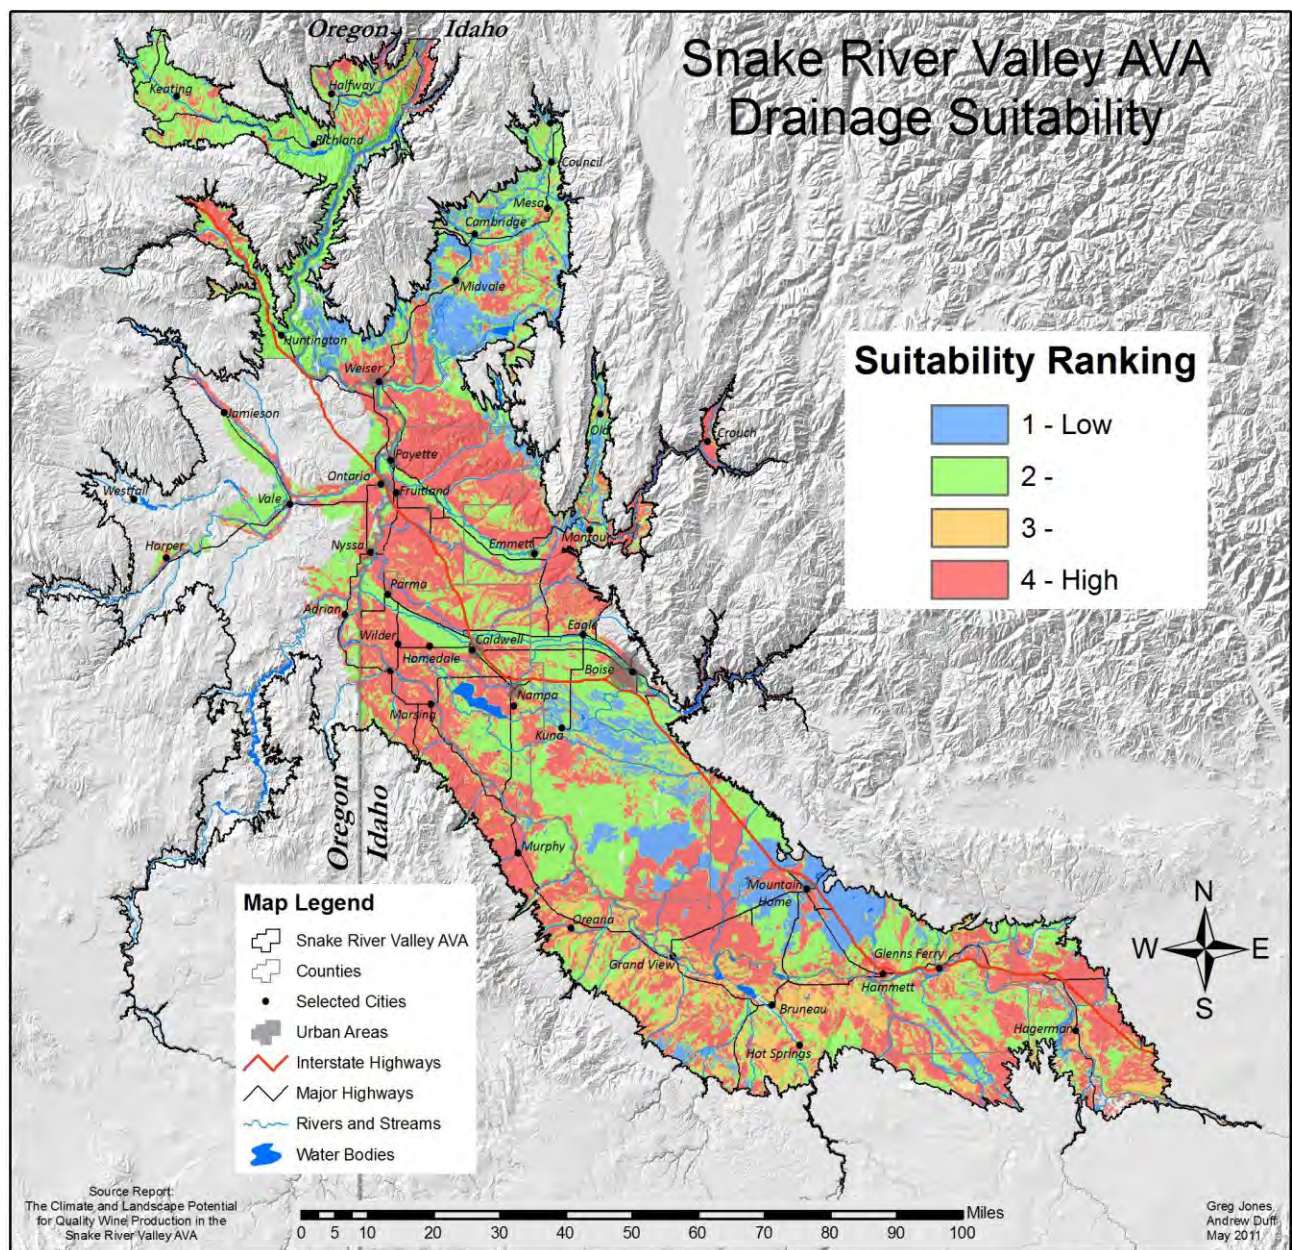 Oregon
Idaho
Snake River Valley AVA
Drainage Suitability
Keating
Halfway
Richland
Council
Mesa
Cambridge
Midvale
Huntington
Weiser
Suitability Ranking
1 - Low
2 -
3 -
4 - High
Jamieson
Ola
Crouch
Payette
Ontario
Fruitland
Westfall
Vale
Harper
Nyssa
Emmett
Montour
Parma
Adrian
Wilder
Homedale
Caldwell
Eagle
Boise
Marsing
Nampa
Kuna
Oregon
Idaho
Murphy
Mountain
Home
Oreana
Grand View
Glenns Ferry
Hammett
Bruneau
Hot Springs
Hagerman
N
W
E
S
Map Legend
Snake River Valley AVA
Counties
Selected Cities
Urban Areas
Interstate Highways
Major Highways
Rivers and Streams
Water Bodies
Source Report:
The Climate and Landscape Potential
for Quality Wine Production in the
Snake River Valley AVA
Miles
0 5 10 20 30 40 50 60 70 80 90 100
Greg Jones
Andrew Duff
May 2011